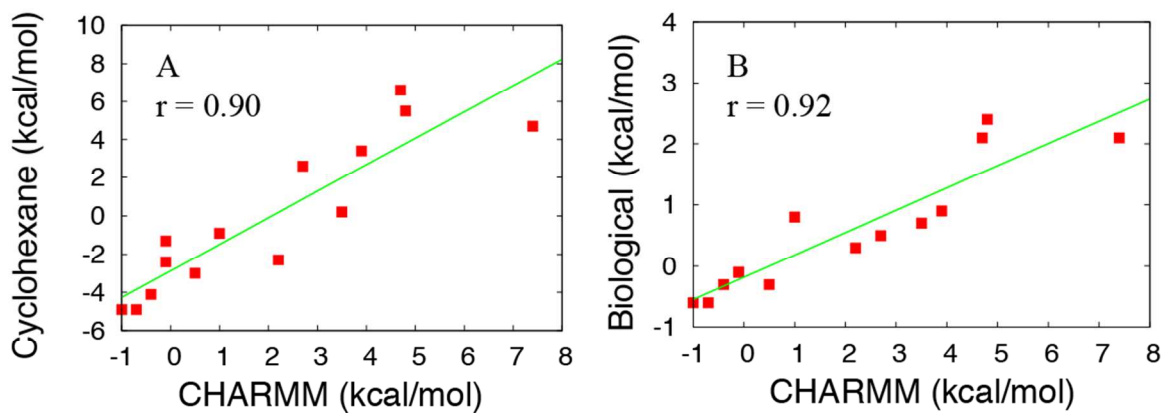 A
r = 0.90
Cyclohexane (kcal/mol)
10
8
6
4
2
0
-2
-4
-6
-1 0 1 2 3 4 5 6 7 8
CHARMM (kcal/mol)
B
r = 0.92
Biological (kcal/mol)
4
3
2
1
0
-1
-1 0 1 2 3 4 5 6 7 8
CHARMM (kcal/mol)